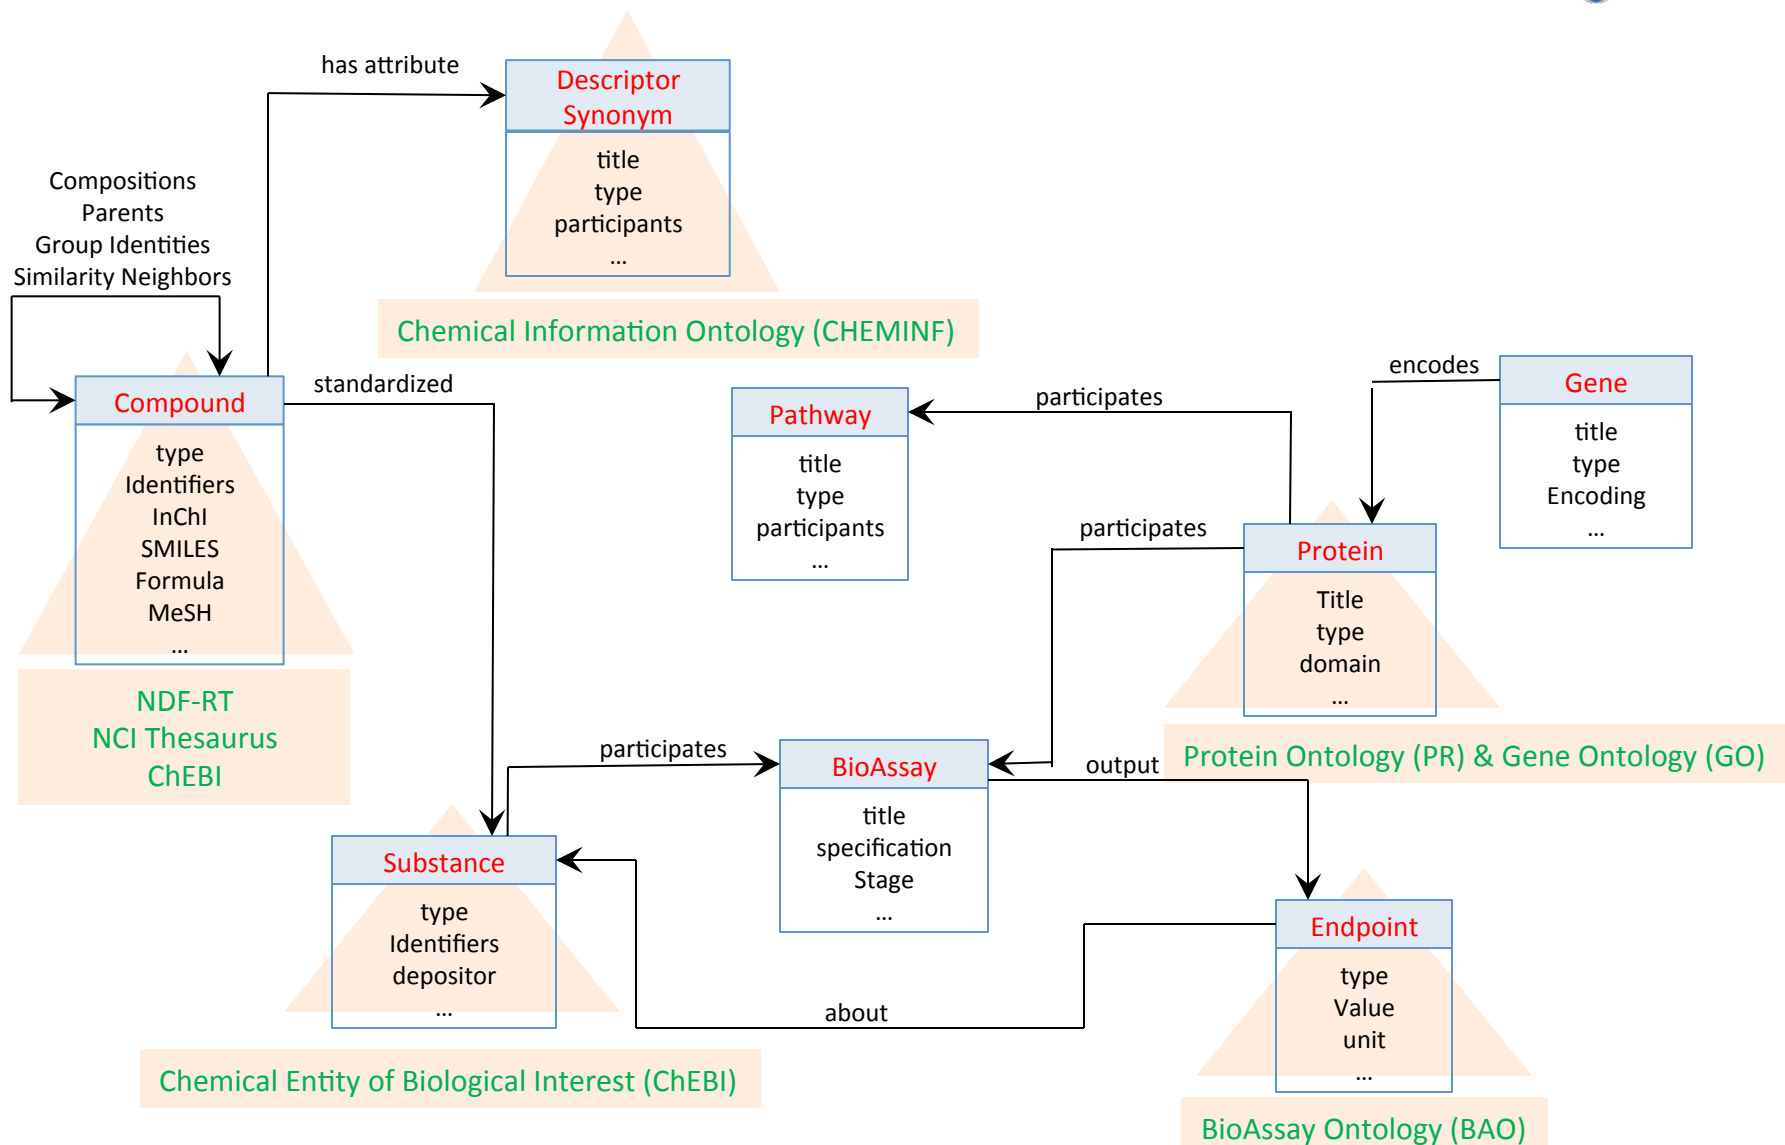 has attribute
Descriptor
Synonym
title
type
participants
...
Compositions
Parents
Group Identities
Similarity Neighbors
Chemical Information Ontology (CHEMINF)
standardized
Compound
type
Identifiers
InChI
SMILES
Formula
MeSH
...
NDF-RT
NCI Thesaurus
ChEBI
Pathway
title
type
participants
...
participates
encodes
Gene
title
type
Encoding
...
participates
Protein
Title
type
domain
...
Protein Ontology (PR) & Gene Ontology (GO)
participates
BioAssay
title
specification
Stage
...
output
Substance
type
Identifiers
depositor
...
about
Endpoint
type
Value
unit
...
Chemical Entity of Biological Interest (ChEBI)
BioAssay Ontology (BAO)